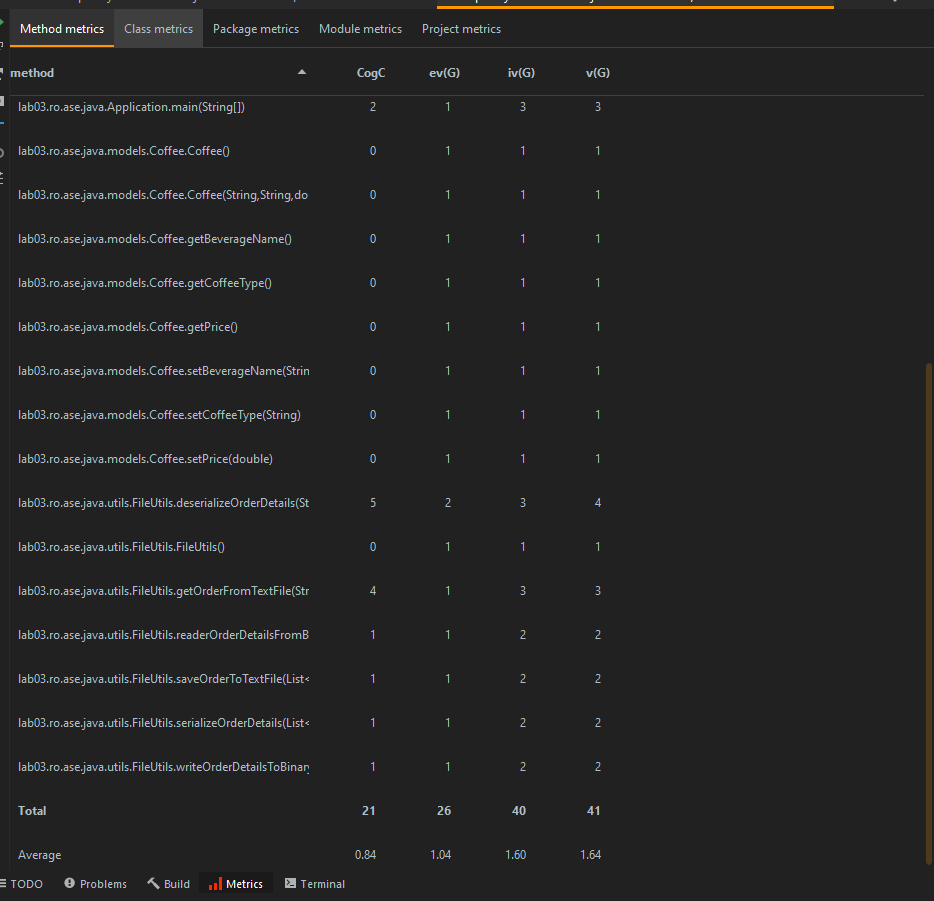 Method metrics Class metrics Package metrics Module metrics Project metrics
method CogC ev(G) iv(G) v(G)
lab03.ro.ase.java.Application.main(String[]) 2 1 3 3
lab03.ro.ase.java.models.Coffee.Coffee() 0 1 1 1
lab03.ro.ase.java.models.Coffee.Coffee(String,String,do 0 1 1 1
lab03.ro.ase.java.models.Coffee.getBeverageName() 0 1 1 1
lab03.ro.ase.java.models.Coffee.getCoffeeType() 0 1 1 1
lab03.ro.ase.java.models.Coffee.getPrice() 0 1 1 1
lab03.ro.ase.java.models.Coffee.setBeverageName(Strin 0 1 1 1
lab03.ro.ase.java.models.Coffee.setCoffeeType(String) 0 1 1 1
lab03.ro.ase.java.models.Coffee.setPrice(double) 0 1 1 1
lab03.ro.ase.java.utils.FileUtils.deserializeOrderDetails(St 5 2 3 4
lab03.ro.ase.java.utils.FileUtils.FileUtils() 0 1 1 1
lab03.ro.ase.java.utils.FileUtils.getOrderFromTextFile(Str 4 1 3 3
lab03.ro.ase.java.utils.FileUtils.readerOrderDetailsFromB 1 1 2 2
lab03.ro.ase.java.utils.FileUtils.saveOrderToTextFile(List< 1 1 2 2
lab03.ro.ase.java.utils.FileUtils.serializeOrderDetails(List< 1 1 2 2
lab03.ro.ase.java.utils.FileUtils.writeOrderDetailsToBinary 1 1 2 2
Total 21 26 40 41
Average 0.84 1.04 1.60 1.64
TODO Problems Build Metrics Terminal